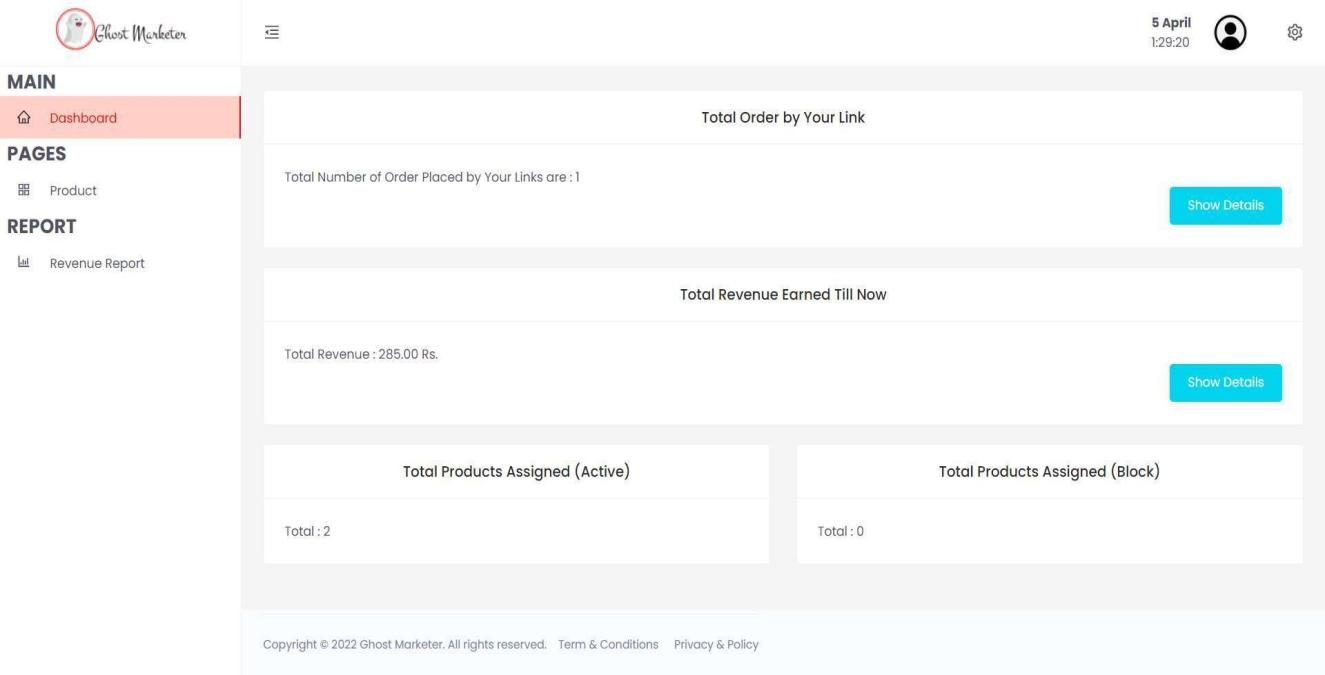 Ghost Marketer
5 April
1:29:20
MAIN
Dashboard
PAGES
Product
REPORT
Revenue Report
Total Order by Your Link
Total Number of Order Placed by Your Links are : 1
Show Details
Total Revenue Earned Till Now
Total Revenue : 285.00 Rs.
Show Details
Total Products Assigned (Active)
Total : 2
Total Products Assigned (Block)
Total : 0
Copyright © 2022 Ghost Marketer. All rights reserved. Term & Conditions Privacy & Policy